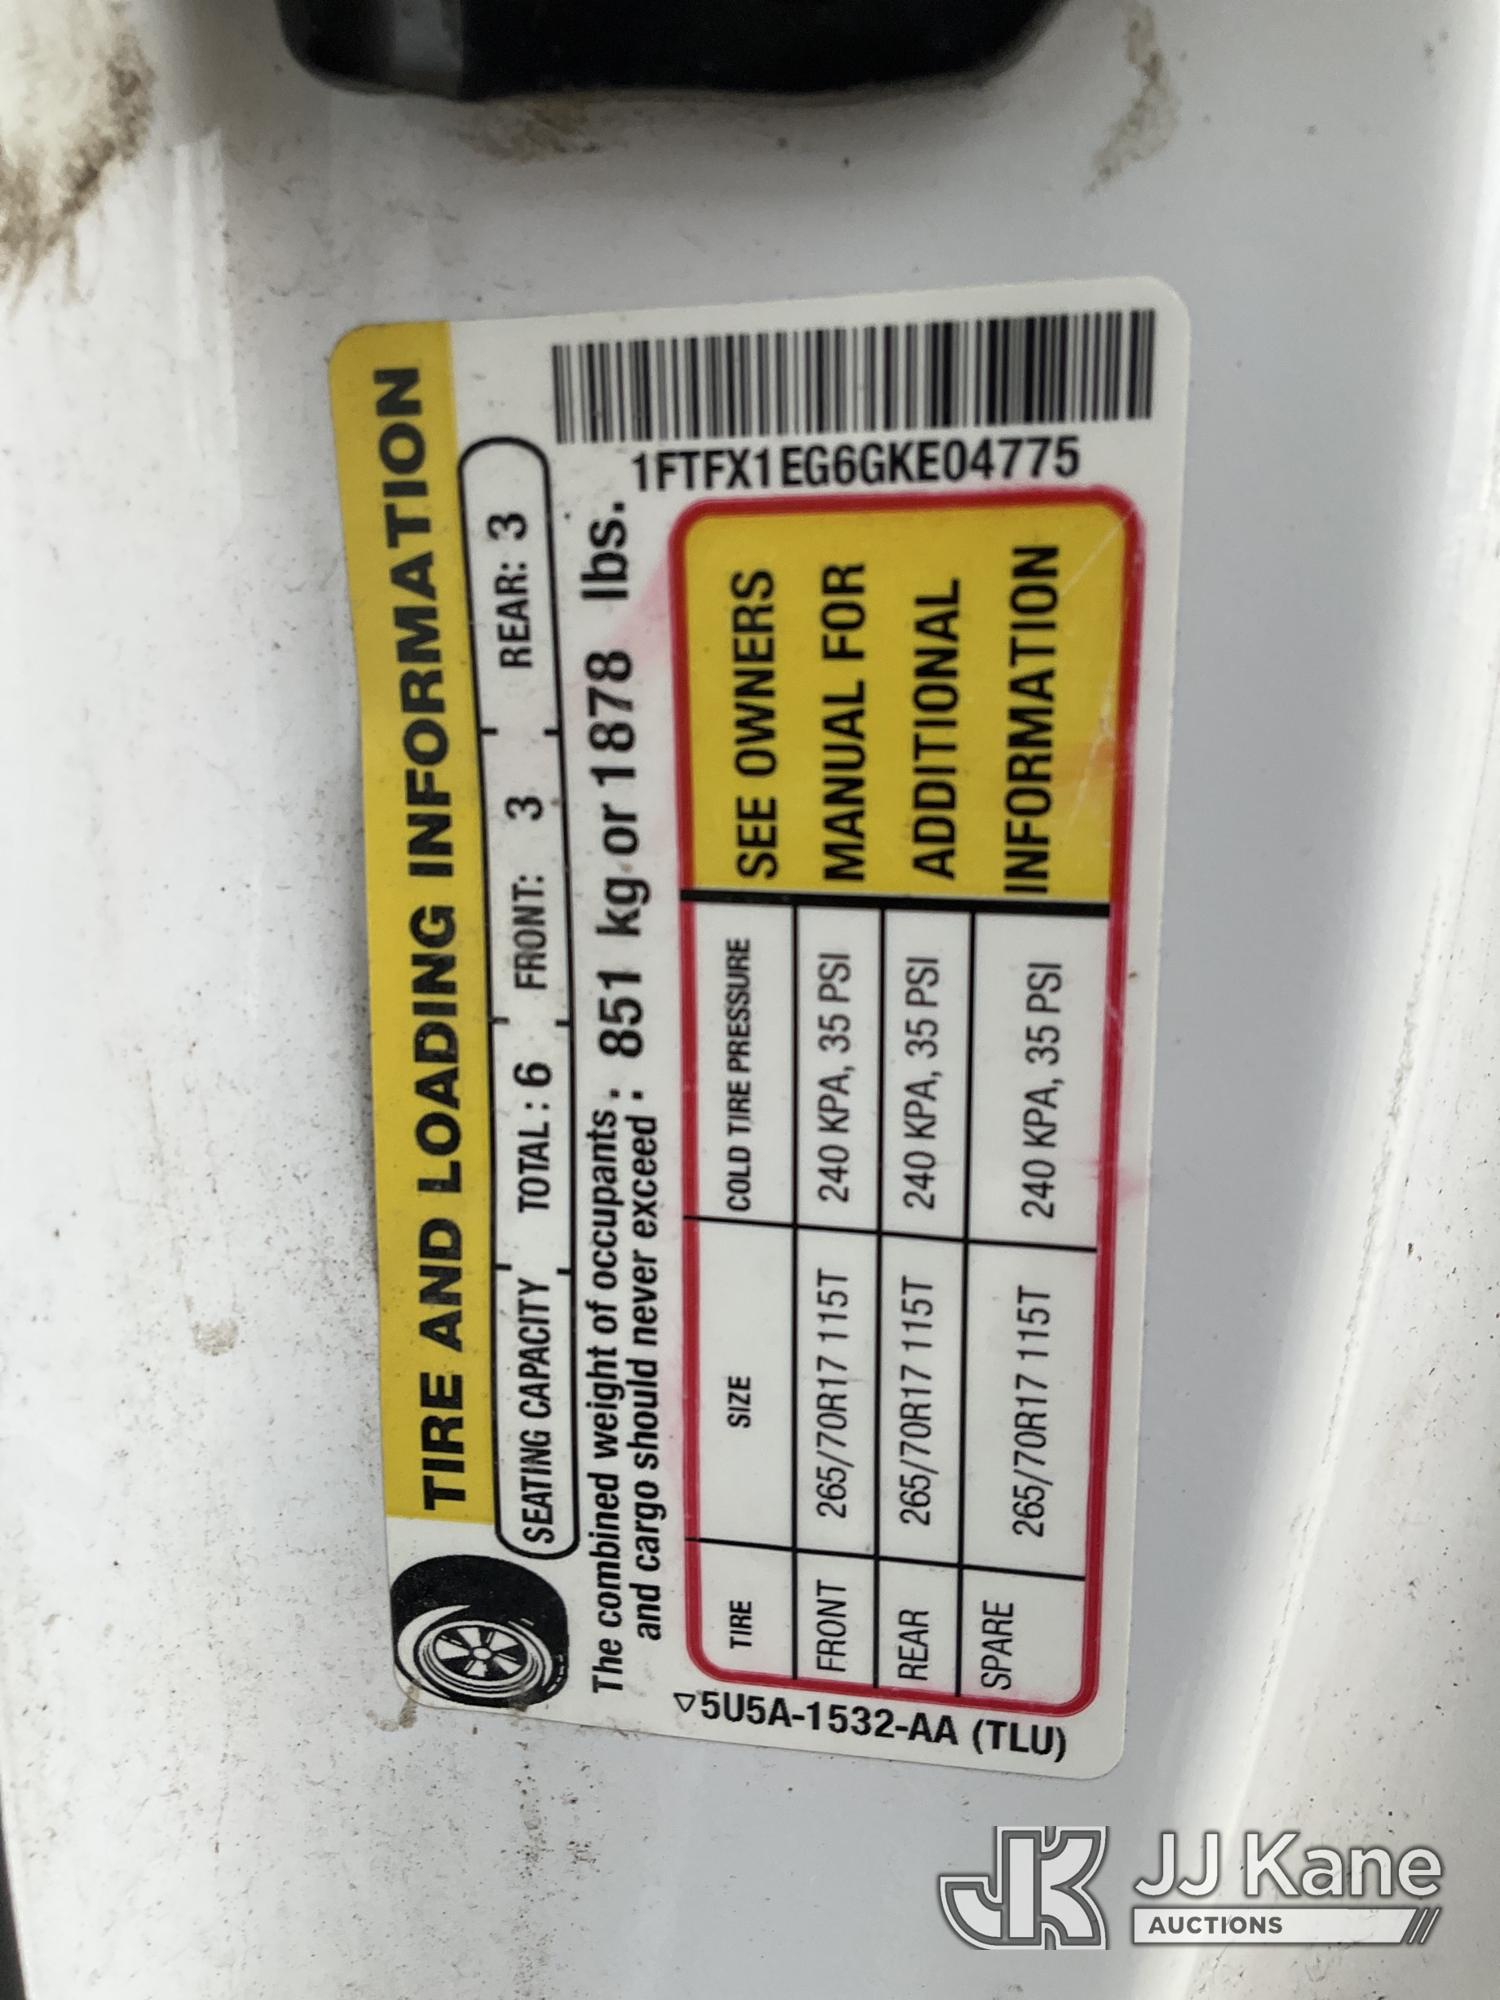 TIRE AND LOADING INFORMATION
SEATING CAPACITY TOTAL : 6 FRONT: 3 REAR: 3
The combined weight of occupants
and cargo should never exceed : 851 kg or 1878 lbs.
1FTFX1EG6GKE04775
TIRE SIZE COLD TIRE PRESSURE
FRONT 265/70R17 115T 240 KPA, 35 PSI
REAR 265/70R17 115T 240 KPA, 35 PSI
SPARE 265/70R17 115T 240 KPA, 35 PSI
SEE OWNERS
MANUAL FOR
ADDITIONAL
INFORMATION
5U5A-1532-AA (TLU)
JK
JJ Kane
AUCTIONS